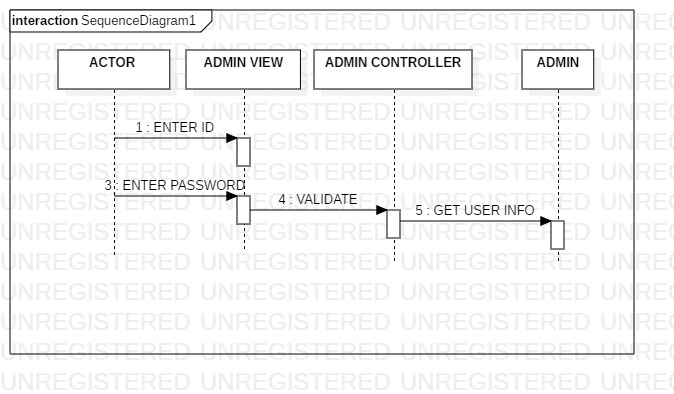 interaction SequenceDiagram1
ACTOR
ADMIN VIEW
ADMIN CONTROLLER
ADMIN
1 : ENTER ID
3 : ENTER PASSWORD
4 : VALIDATE
5 : GET USER INFO
UNREGISTERED UNREGISTERED UNREGISTERED UNREG